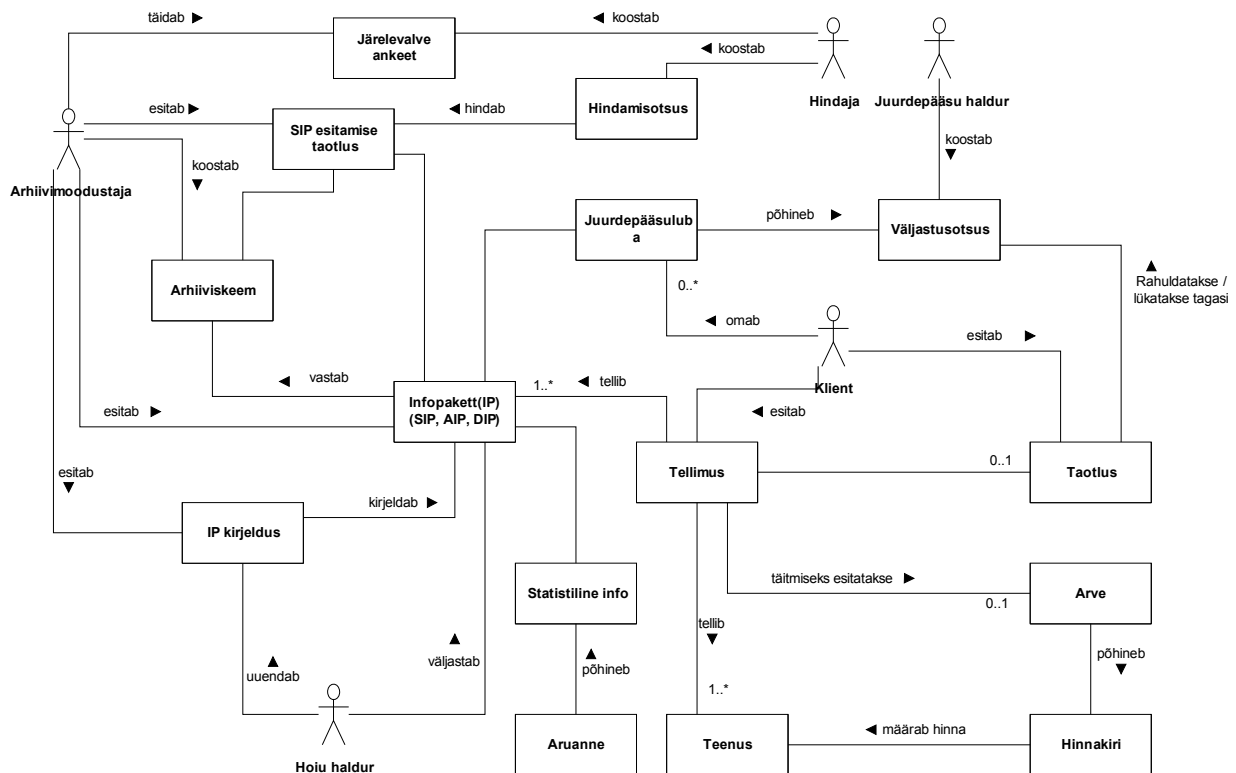 täidab
koostab
Järelevalve
ankeet
koostab
Hindaja
Juurdepääsu haldur
esitab
hindab
Hindamisotsus
SIP esitamise
taotlus
koostab
koostab
Arhiivimoodustaja
Juurdepääsulub
a
põhineb
Väljastusotsus
Arhiiviskeem
0..*
Rahuldatakse /
lükatakse tagasi
omab
esitab
vastab
1..*
tellib
Klient
Infopakett(IP)
(SIP, AIP, DIP)
esitab
esitab
esitab
Tellimus
0..1
Taotlus
kirjeldab
IP kirjeldus
täitmiseks esitatakse
Statistiline info
0..1
Arve
tellib
väljastab
põhineb
põhineb
uuendab
1..*
Aruanne
Teenus
määrab hinna
Hinnakiri
Hoiu haldur